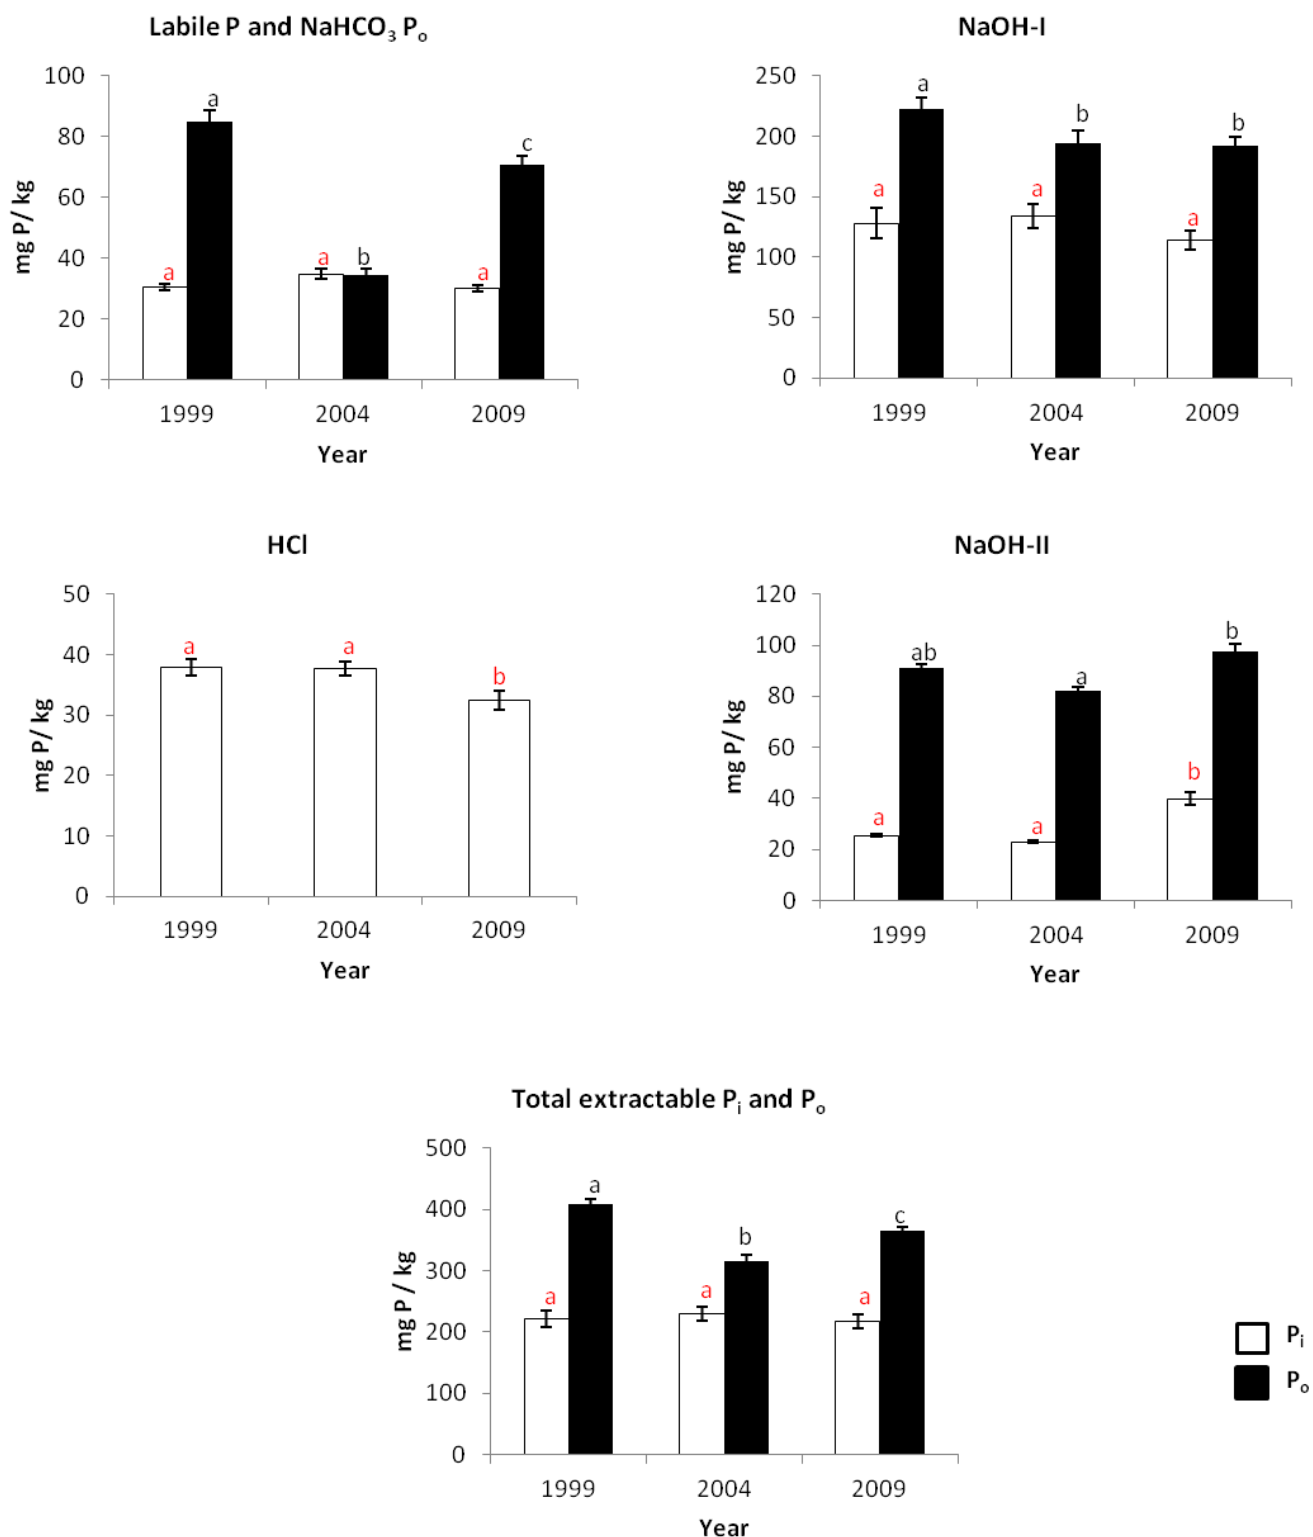 Labile P and NaHCO₃ Pₒ
mg P/ kg
100
80
60
40
20
0
a
a
a
b
a
c
1999
2004
2009
Year
NaOH-I
mg P/ kg
250
200
150
100
50
0
a
a
a
b
a
b
1999
2004
2009
Year
HCl
mg P/ kg
50
40
30
20
10
0
a
a
b
1999
2004
2009
Year
NaOH-II
mg P/ kg
120
100
80
60
40
20
0
a
ab
a
a
b
b
1999
2004
2009
Year
Total extractable Pᵢ and Pₒ
mg P / kg
500
400
300
200
100
0
a
a
a
b
a
c
1999
2004
2009
Year
Pᵢ
Pₒ